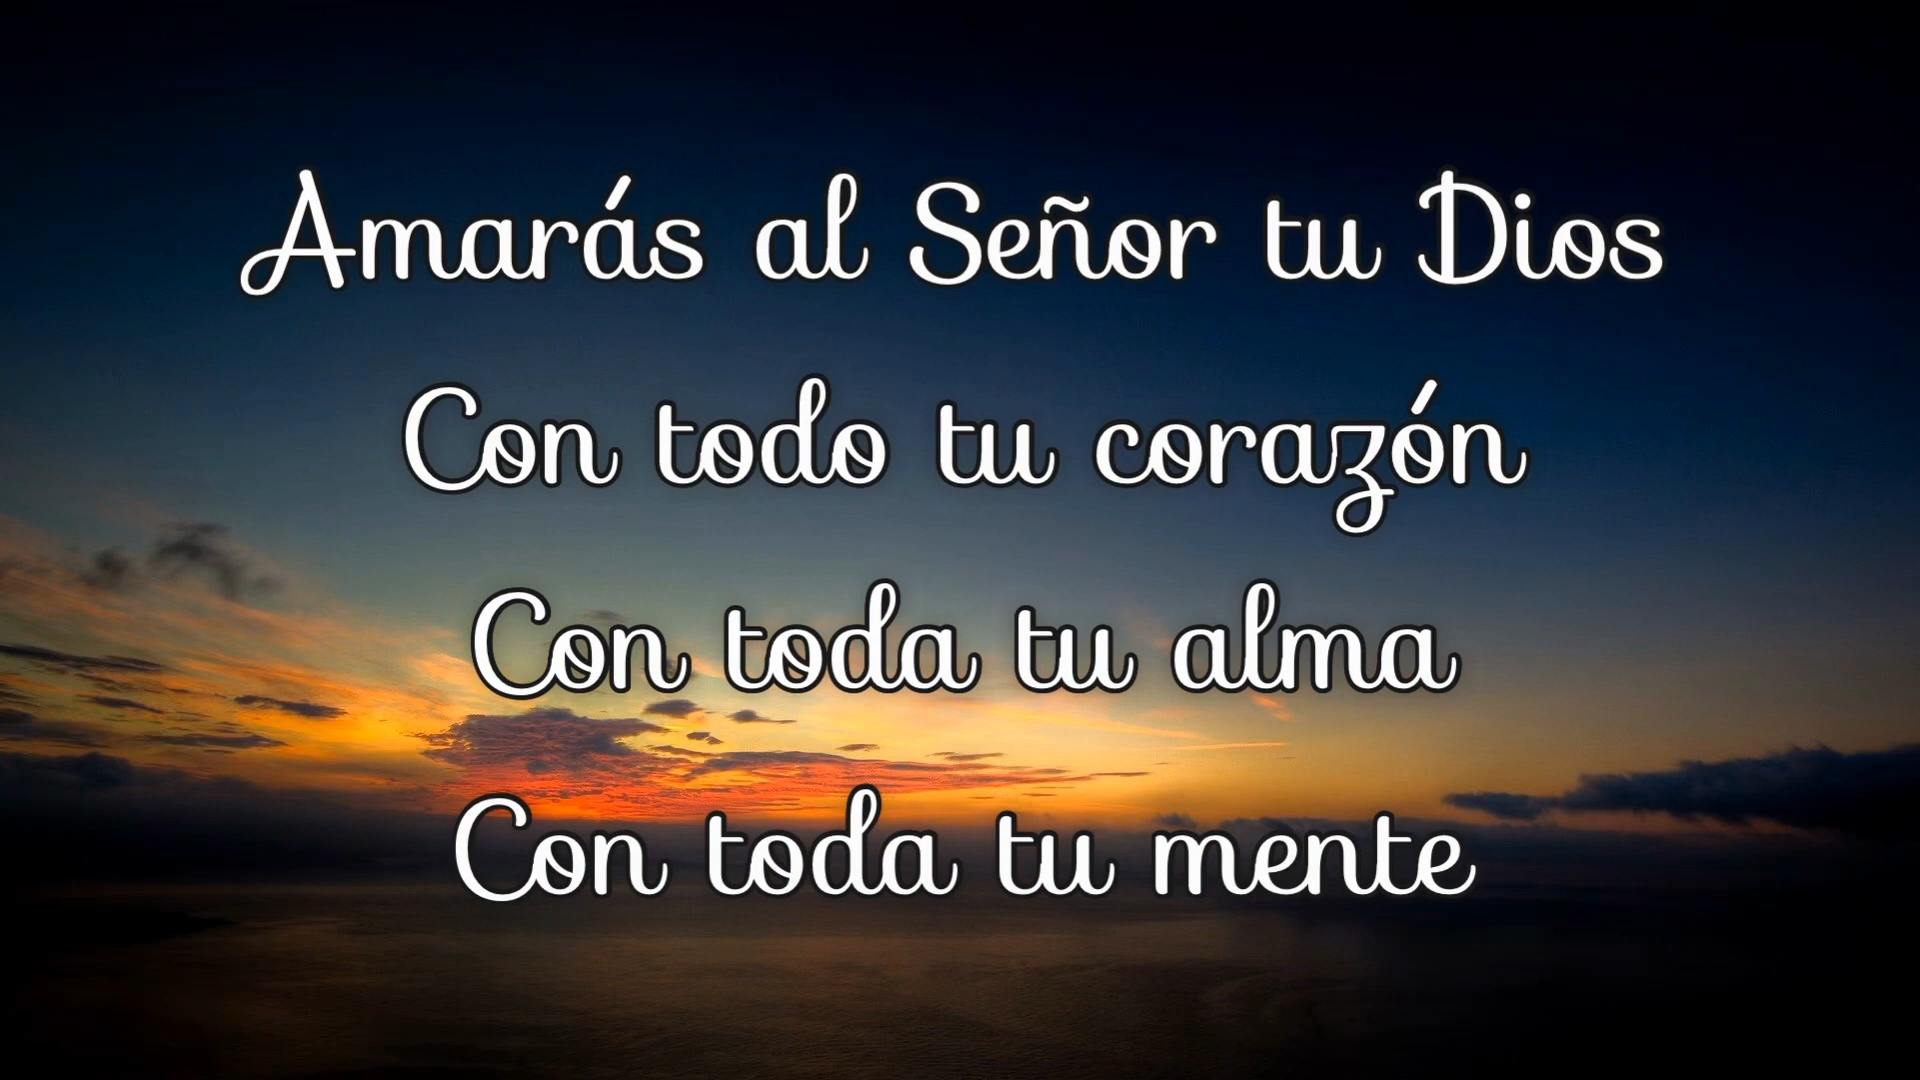 Amarás al Señor tu Dios
Con todo tu corazón
Con toda tu alma
Con toda tu mente